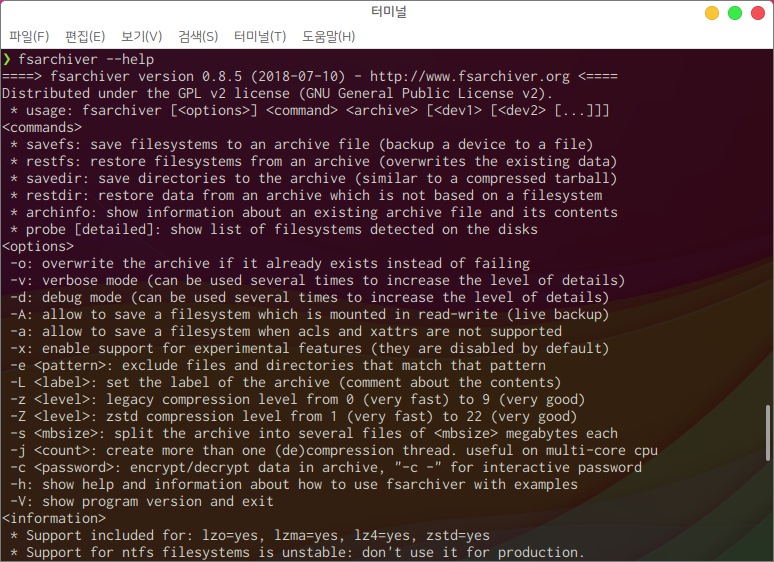 터미널
파일(F) 편집(E) 보기(V) 검색(S) 터미널(T) 도움말(H)
❯ fsarchiver --help
====> fsarchiver version 0.8.5 (2018-07-10) - http://www.fsarchiver.org <====
Distributed under the GPL v2 license (GNU General Public License v2).
 * usage: fsarchiver [<options>] <command> <archive> [<dev1> [<dev2> [...]]]
<commands>
 * savefs: save filesystems to an archive file (backup a device to a file)
 * restfs: restore filesystems from an archive (overwrites the existing data)
 * savedir: save directories to the archive (similar to a compressed tarball)
 * restdir: restore data from an archive which is not based on a filesystem
 * archinfo: show information about an existing archive file and its contents
 * probe [detailed]: show list of filesystems detected on the disks
<options>
 -o: overwrite the archive if it already exists instead of failing
 -v: verbose mode (can be used several times to increase the level of details)
 -d: debug mode (can be used several times to increase the level of details)
 -A: allow to save a filesystem which is mounted in read-write (live backup)
 -a: allow to save a filesystem when acls and xattrs are not supported
 -x: enable support for experimental features (they are disabled by default)
 -e <pattern>: exclude files and directories that match that pattern
 -L <label>: set the label of the archive (comment about the contents)
 -z <level>: legacy compression level from 0 (very fast) to 9 (very good)
 -Z <level>: zstd compression level from 1 (very fast) to 22 (very good)
 -s <mbsize>: split the archive into several files of <mbsize> megabytes each
 -j <count>: create more than one (de)compression thread. useful on multi-core cpu
 -c <password>: encrypt/decrypt data in archive, "-c -" for interactive password
 -h: show help and information about how to use fsarchiver with examples
 -V: show program version and exit
<information>
 * Support included for: lzo=yes, lzma=yes, lz4=yes, zstd=yes
 * Support for ntfs filesystems is unstable: don't use it for production.